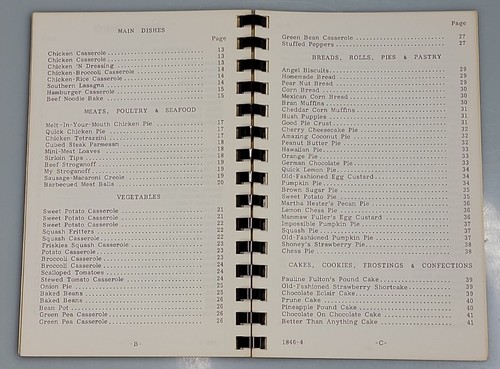 MAIN DISHES
Page
Chicken Casserole 13
Chicken Casserole 13
Chicken 'N Dressing 13
Chicken-Broccoli Casserole 14
Chicken-Rice Casserole 14
Southern Lasagna 14
Hamburger Casserole 15
Beef Noodle Bake 15
MEATS, POULTRY & SEAFOOD
Melt-In-Your-Mouth Chicken Pie 17
Quick Chicken Pie 17
Chicken Tetrazzini 17
Cubed Steak Parmesan 18
Mini-Meat Loaves 18
Sirloin Tips 18
Beef Stroganoff 19
My Stroganoff 19
Sausage-Macaroni Creole 19
Barbecued Meat Balls 20
VEGETABLES
Sweet Potato Casserole 21
Sweet Potato Casserole 21
Sweet Potato Casserole 21
Squash Fritters 22
Squash Casserole 22
Friskies Squash Casserole 23
Potato Casserole 23
Broccoli Casserole 23
Broccoli Casserole 23
Scalloped Tomatoes 24
Stewed Tomato Casserole 24
Onion Pie 25
Baked Beans 25
Baked Beans 26
Bean Pot 26
Green Pea Casserole 26
Green Pea Casserole 26
-B-
Page
Green Bean Casserole 27
Stuffed Peppers 27
BREADS, ROLLS, PIES & PASTRY
Angel Biscuits 29
Homemade Bread 29
Pear Nut Bread 29
Corn Bread 30
Mexican Corn Bread 30
Bran Muffins 30
Cheddar Corn Muffins 31
Hush Puppies 31
Good Pie Crust 31
Cherry Cheesecake Pie 32
Amazing Coconut Pie 32
Peanut Butter Pie 32
Hawaiian Pie 33
Orange Pie 33
German Chocolate Pie 33
Quick Lemon Pie 34
Old-Fashioned Egg Custard 34
Pumpkin Pie 34
Brown Sugar Pie 35
Sweet Potato Pie 35
Martha Hester's Pecan Pie 36
Lemon Chess Pie 36
Mammaw Fuller's Egg Custard 36
Impossible Pumpkin Pie 37
Squash Pie 37
Old-Fashioned Pumpkin Pie 37
Shoney's Strawberry Pie 38
Chess Pie 38
CAKES, COOKIES, FROSTINGS & CONFECTIONS
Pauline Fulton's Pound Cake 39
Old-Fashioned Strawberry Shortcake 39
Chocolate Eclair Cake 39
Prune Cake 40
Pineapple Pound Cake 40
Chocolate On Chocolate Cake 41
Better Than Anything Cake 41
1846-4 -C-